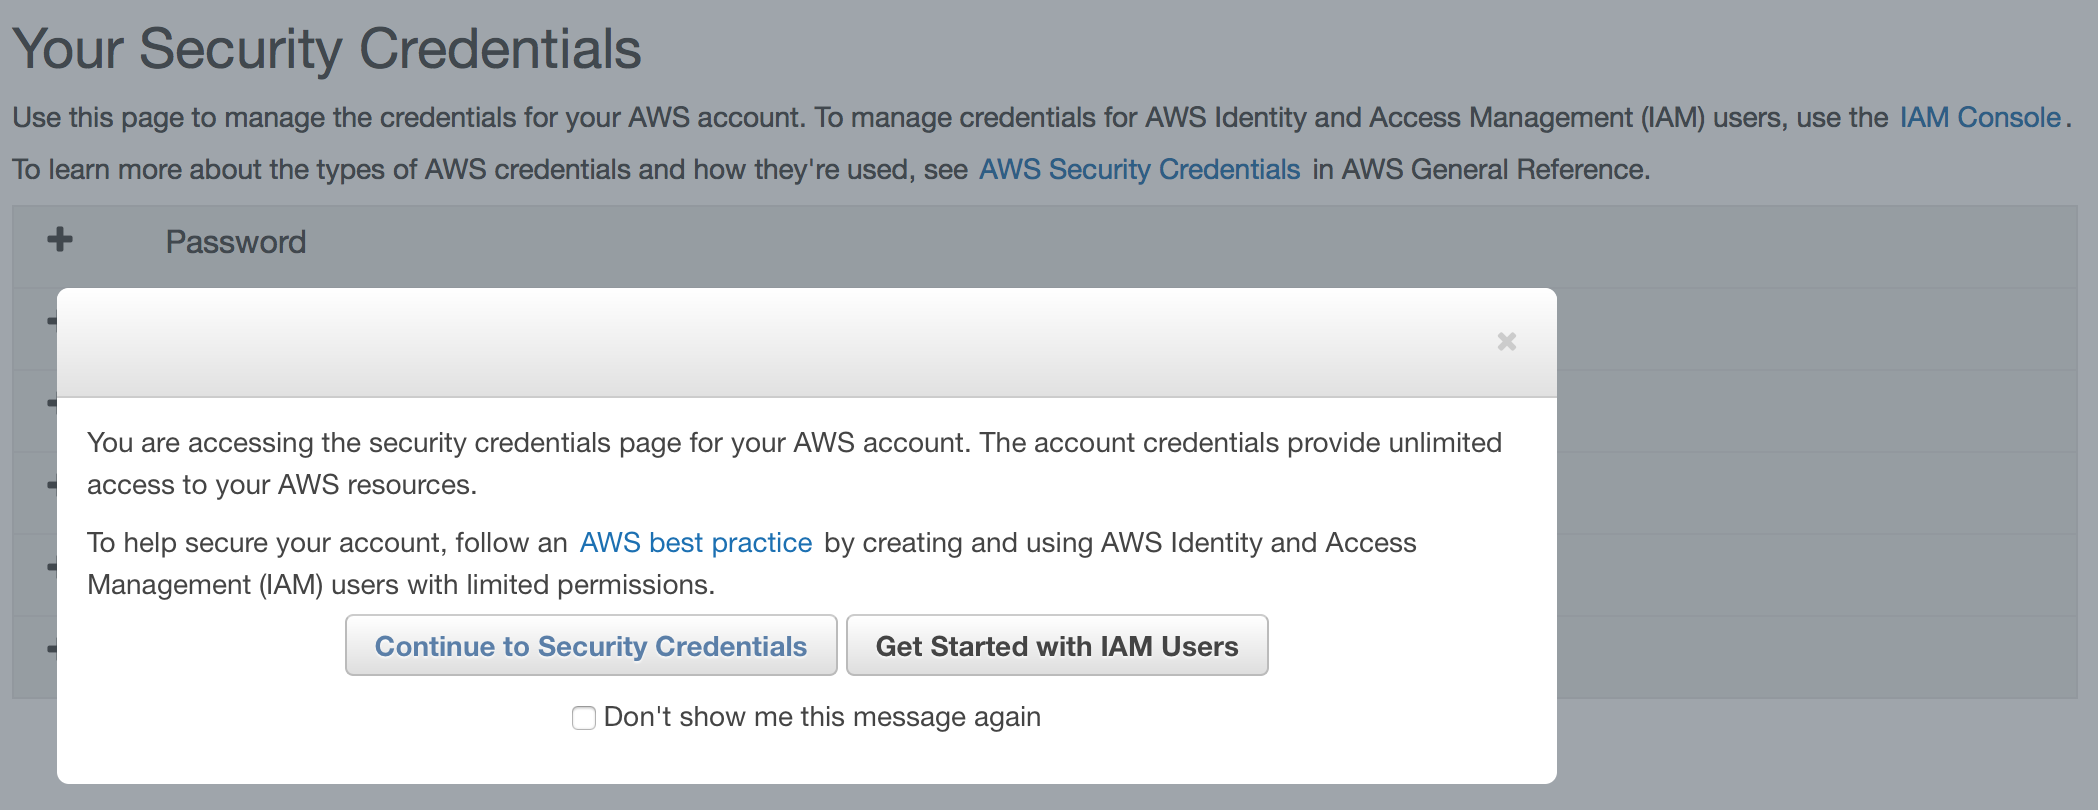 Your Security Credentials
Use this page to manage the credentials for your AWS account. To manage credentials for AWS Identity and Access Management (IAM) users, use the IAM Console.
To learn more about the types of AWS credentials and how they're used, see AWS Security Credentials in AWS General Reference.
Password
You are accessing the security credentials page for your AWS account. The account credentials provide unlimited
access to your AWS resources.
To help secure your account, follow an AWS best practice by creating and using AWS Identity and Access
Management (IAM) users with limited permissions.
Continue to Security Credentials Get Started with IAM Users
Don't show me this message again